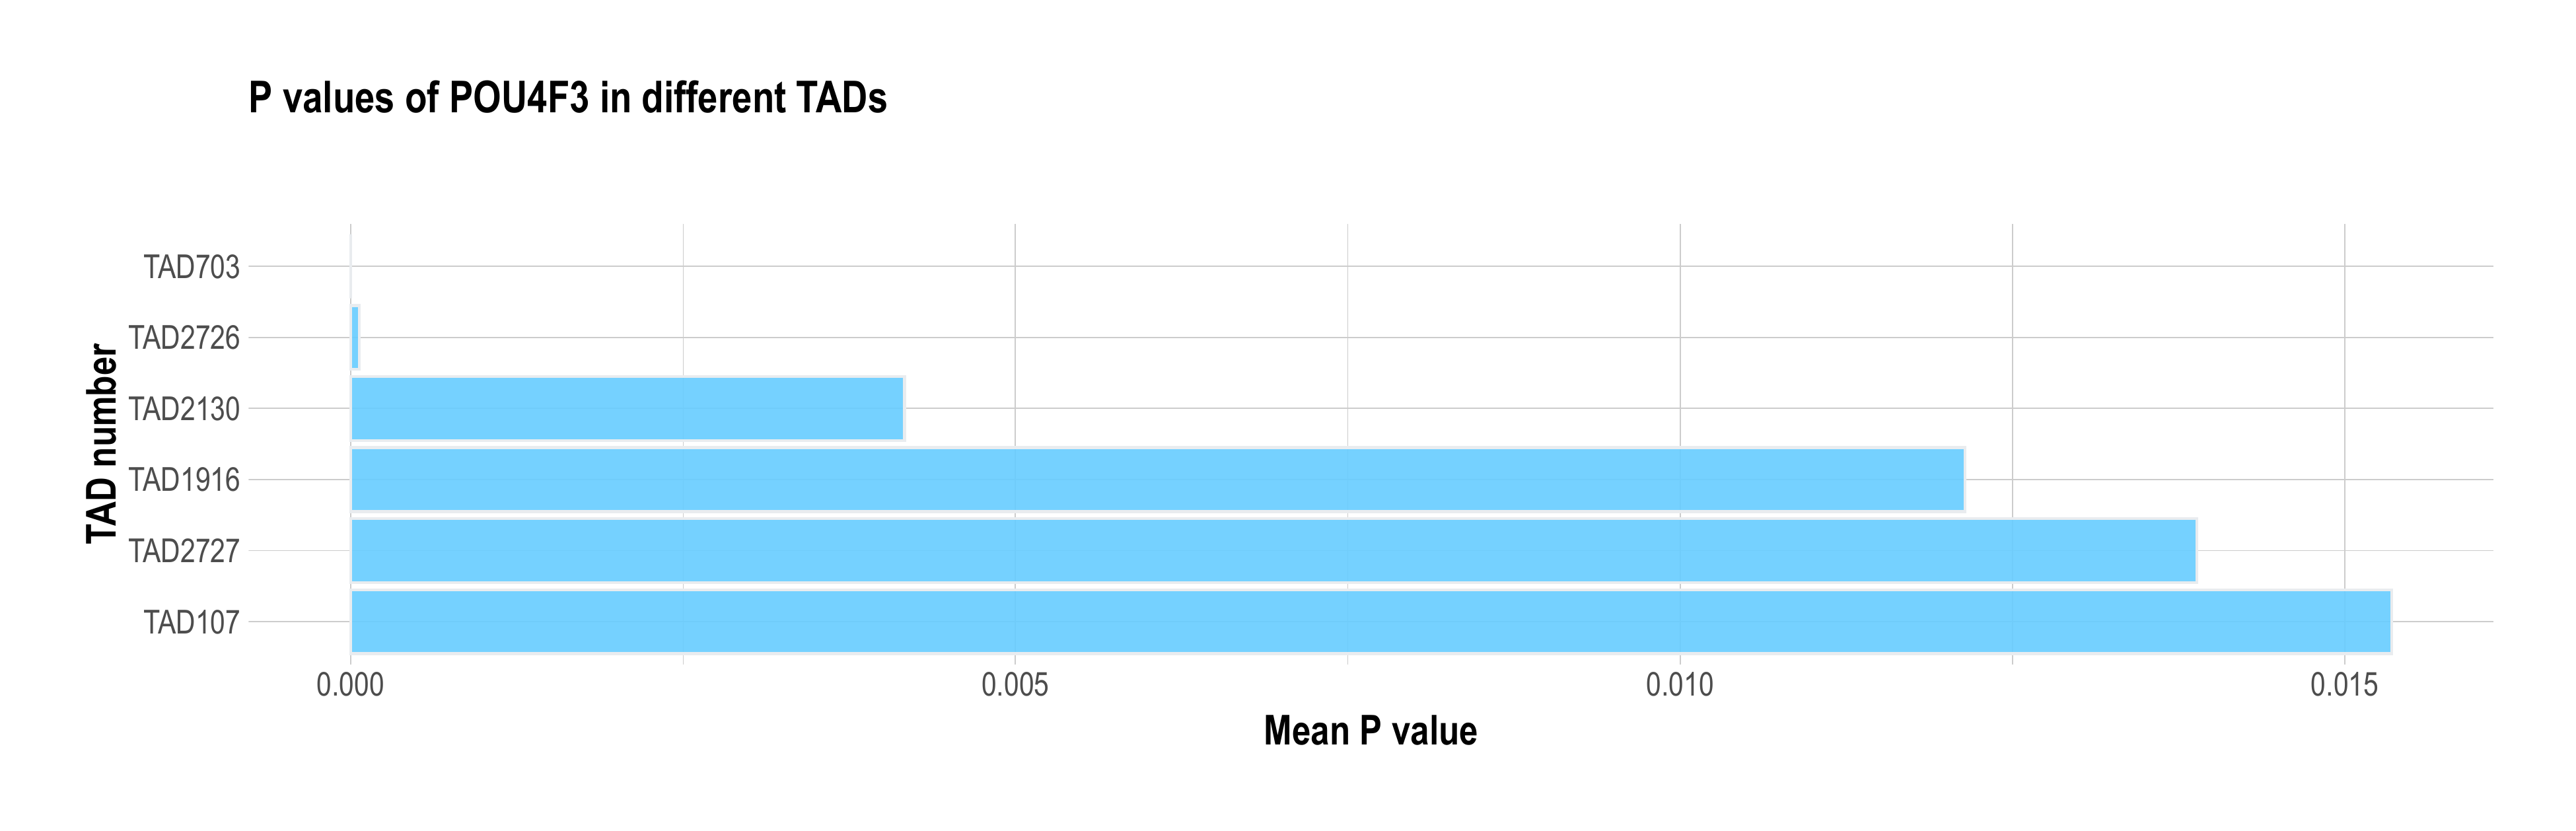 P values of POU4F3 in different TADs
TAD number
TAD703
TAD2726
TAD2130
TAD1916
TAD2727
TAD107
0.000 0.005 0.010 0.015
Mean P value